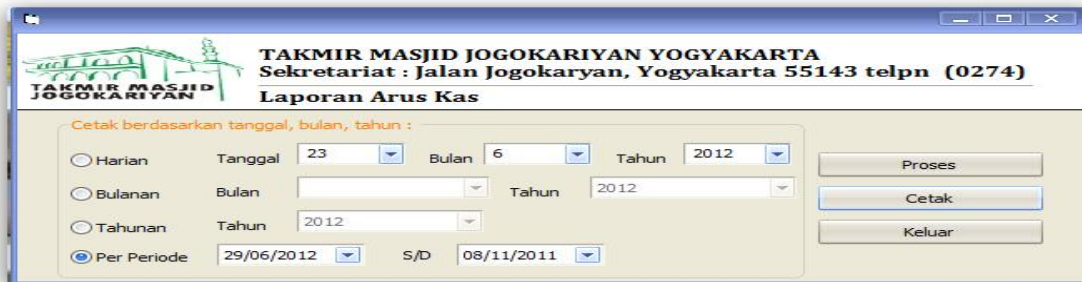 TAKMIR MASJID JOGOKARIYAN
TAKMIR MASJID JOGOKARIYAN YOGYAKARTA
Sekretariat : Jalan Jogokaryan, Yogyakarta 55143 telpn (0274)
Laporan Arus Kas
Cetak berdasarkan tanggal, bulan, tahun :
Harian Tanggal 23 Bulan 6 Tahun 2012
Bulanan Bulan Tahun 2012
Tahunan Tahun 2012
Per Periode 29/06/2012 S/D 08/11/2011
Proses
Cetak
Keluar